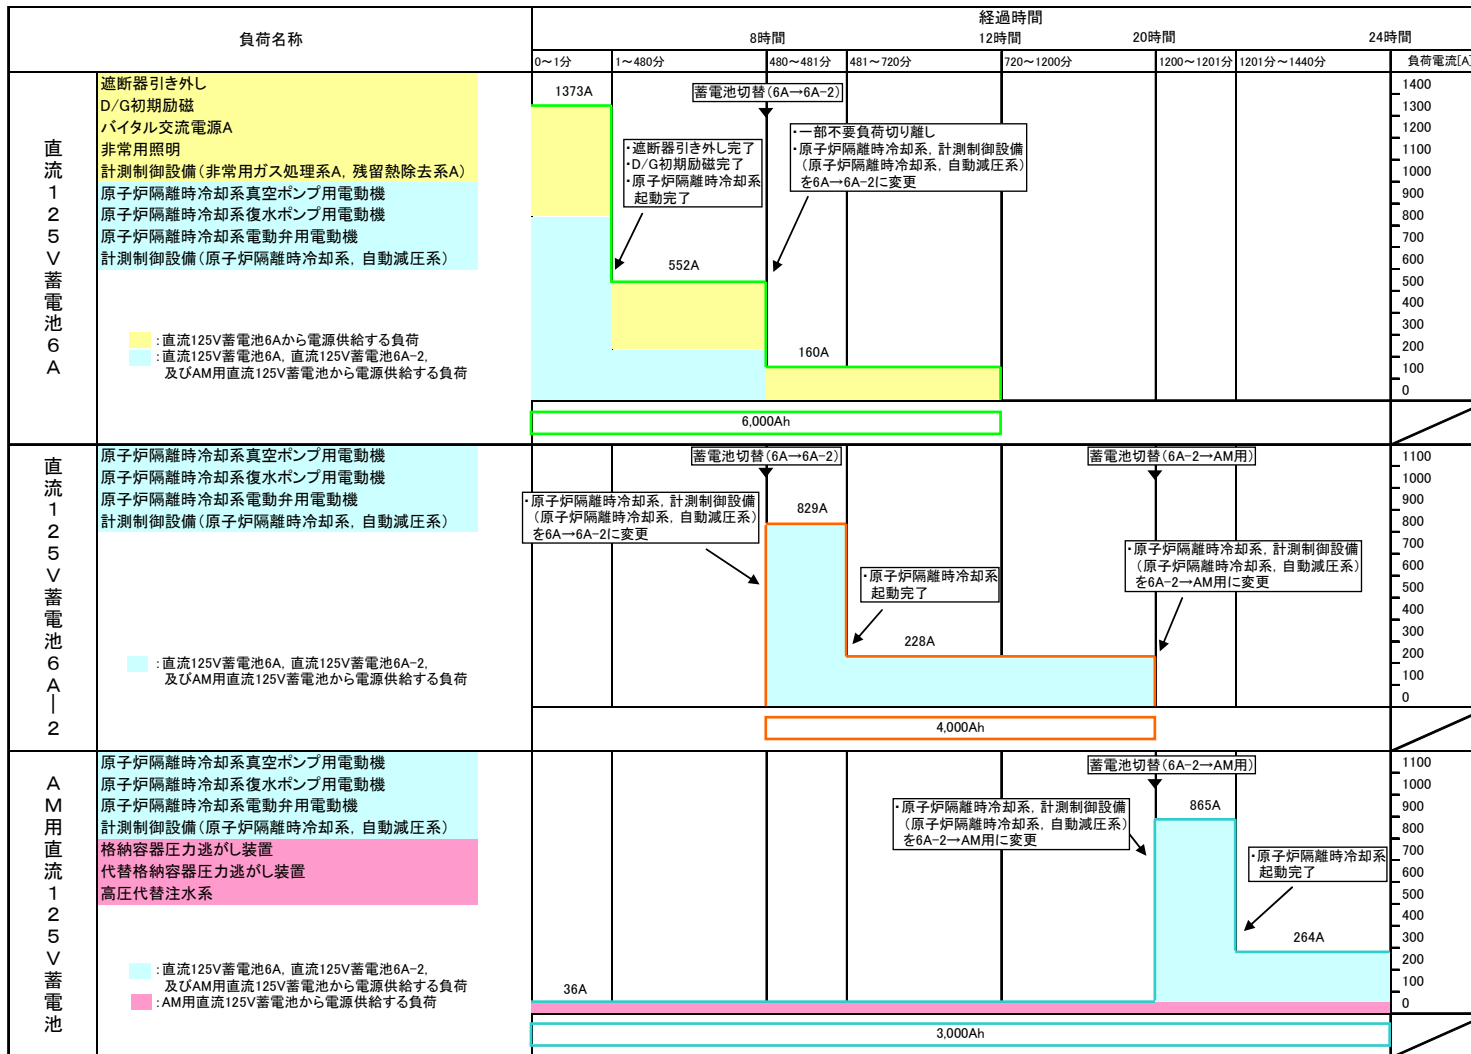 負荷名称
経過時間
8時間
12時間
20時間
24時間
0～1分
1～480分
480～481分
481～720分
720～1200分
1200～1201分
1201分～1440分
負荷電流[A]
直流125V蓄電池6A
遮断器引き外し
D/G初期励磁
バイタル交流電源A
非常用照明
計測制御設備(非常用ガス処理系A, 残留熱除去系A)
原子炉隔離時冷却系真空ポンプ用電動機
原子炉隔離時冷却系復水ポンプ用電動機
原子炉隔離時冷却系電動弁用電動機
計測制御設備(原子炉隔離時冷却系, 自動減圧系)
:直流125V蓄電池6Aから電源供給する負荷
:直流125V蓄電池6A, 直流125V蓄電池6A-2,
及びAM用直流125V蓄電池から電源供給する負荷
1373A
蓄電池切替(6A→6A-2)
・遮断器引き外し完了
・D/G初期励磁完了
・原子炉隔離時冷却系
起動完了
・一部不要負荷切り離し
・原子炉隔離時冷却系, 計測制御設備
(原子炉隔離時冷却系, 自動減圧系)
を6A→6A-2に変更
552A
160A
6,000Ah
1400
1300
1200
1100
1000
900
800
700
600
500
400
300
200
100
0
直流125V蓄電池6A―2
原子炉隔離時冷却系真空ポンプ用電動機
原子炉隔離時冷却系復水ポンプ用電動機
原子炉隔離時冷却系電動弁用電動機
計測制御設備(原子炉隔離時冷却系, 自動減圧系)
:直流125V蓄電池6A, 直流125V蓄電池6A-2,
及びAM用直流125V蓄電池から電源供給する負荷
蓄電池切替(6A→6A-2)
・原子炉隔離時冷却系, 計測制御設備
(原子炉隔離時冷却系, 自動減圧系)
を6A→6A-2に変更
829A
・原子炉隔離時冷却系
起動完了
228A
蓄電池切替(6A-2→AM用)
・原子炉隔離時冷却系, 計測制御設備
(原子炉隔離時冷却系, 自動減圧系)
を6A-2→AM用に変更
4,000Ah
1100
1000
900
800
700
600
500
400
300
200
100
0
AM用直流125V蓄電池
原子炉隔離時冷却系真空ポンプ用電動機
原子炉隔離時冷却系復水ポンプ用電動機
原子炉隔離時冷却系電動弁用電動機
計測制御設備(原子炉隔離時冷却系, 自動減圧系)
格納容器圧力逃がし装置
代替格納容器圧力逃がし装置
高圧代替注水系
:直流125V蓄電池6A, 直流125V蓄電池6A-2,
及びAM用直流125V蓄電池から電源供給する負荷
:AM用直流125V蓄電池から電源供給する負荷
36A
蓄電池切替(6A-2→AM用)
・原子炉隔離時冷却系, 計測制御設備
(原子炉隔離時冷却系, 自動減圧系)
を6A-2→AM用に変更
865A
・原子炉隔離時冷却系
起動完了
264A
3,000Ah
1100
1000
900
800
700
600
500
400
300
200
100
0